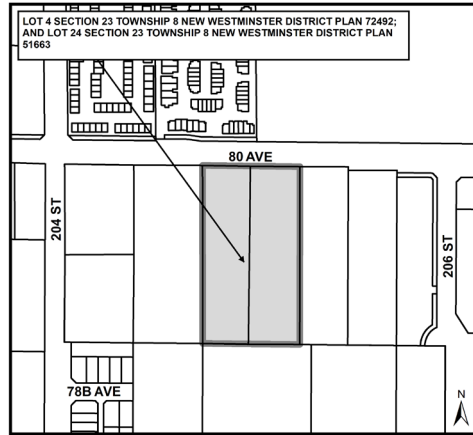 LOT 4 SECTION 23 TOWNSHIP 8 NEW WESTMINSTER DISTRICT PLAN 72492;
AND LOT 24 SECTION 23 TOWNSHIP 8 NEW WESTMINSTER DISTRICT PLAN
51663
80 AVE
204 ST
206 ST
78B AVE
N